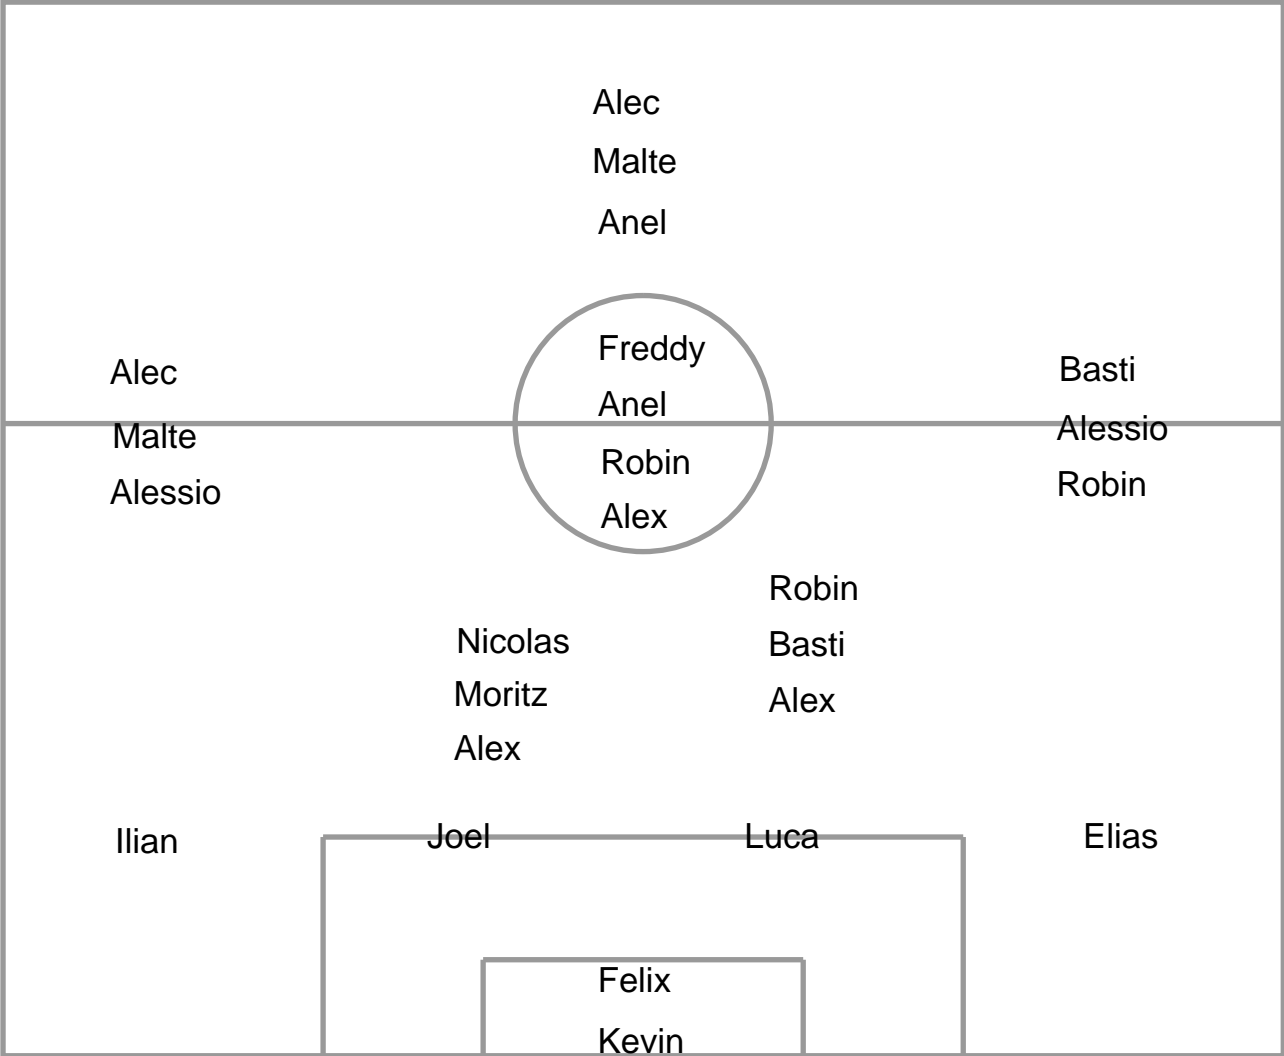 Alec
Malte
Anel
Freddy
Alec
Basti
Anel
Malte
Alessio
Robin
Alessio
Robin
Alex
Robin
Nicolas
Basti
Moritz
Alex
Alex
Ilian
Joel
Luca
Elias
Felix
Kevin